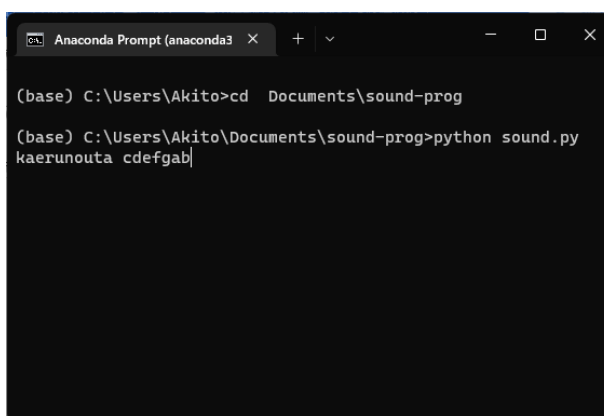 Anaconda Prompt (anaconda3
(base) C:\Users\Akito>cd  Documents\sound-prog
(base) C:\Users\Akito\Documents\sound-prog>python sound.py
kaerunouta cdefgab